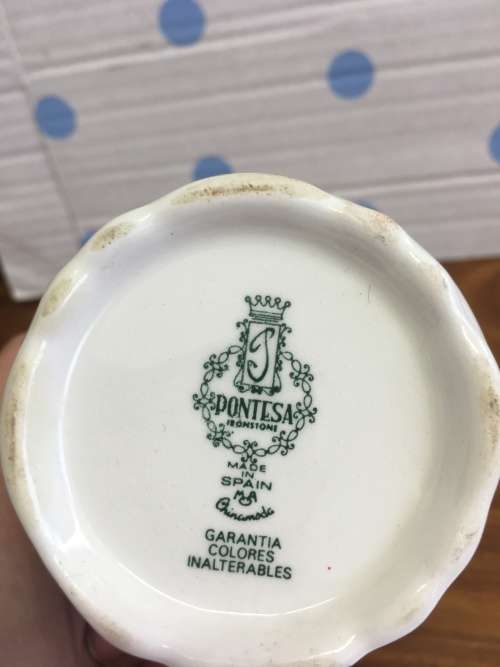 PONTESA
IRONSTONE
MADE
IN
SPAIN
Chinamoda
GARANTIA
COLORES
INALTERABLES